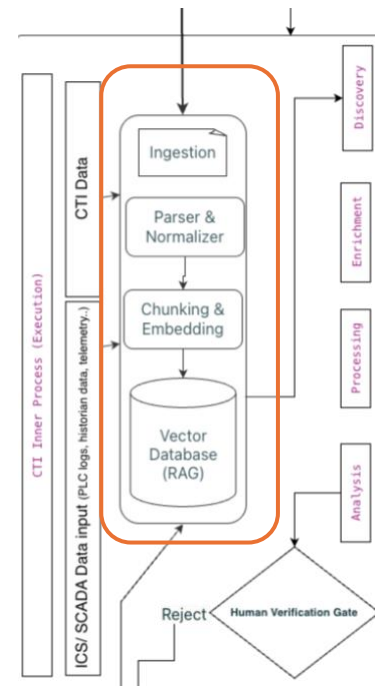 CTI Inner Process (Execution)
CTI Data
ICS/ SCADA Data input (PLC logs, historian data, telemetry..)
Ingestion
Parser &
Normalizer
Chunking &
Embedding
Vector
Database
(RAG)
Discovery
Enrichment
Processing
Analysis
Reject
Human Verification Gate